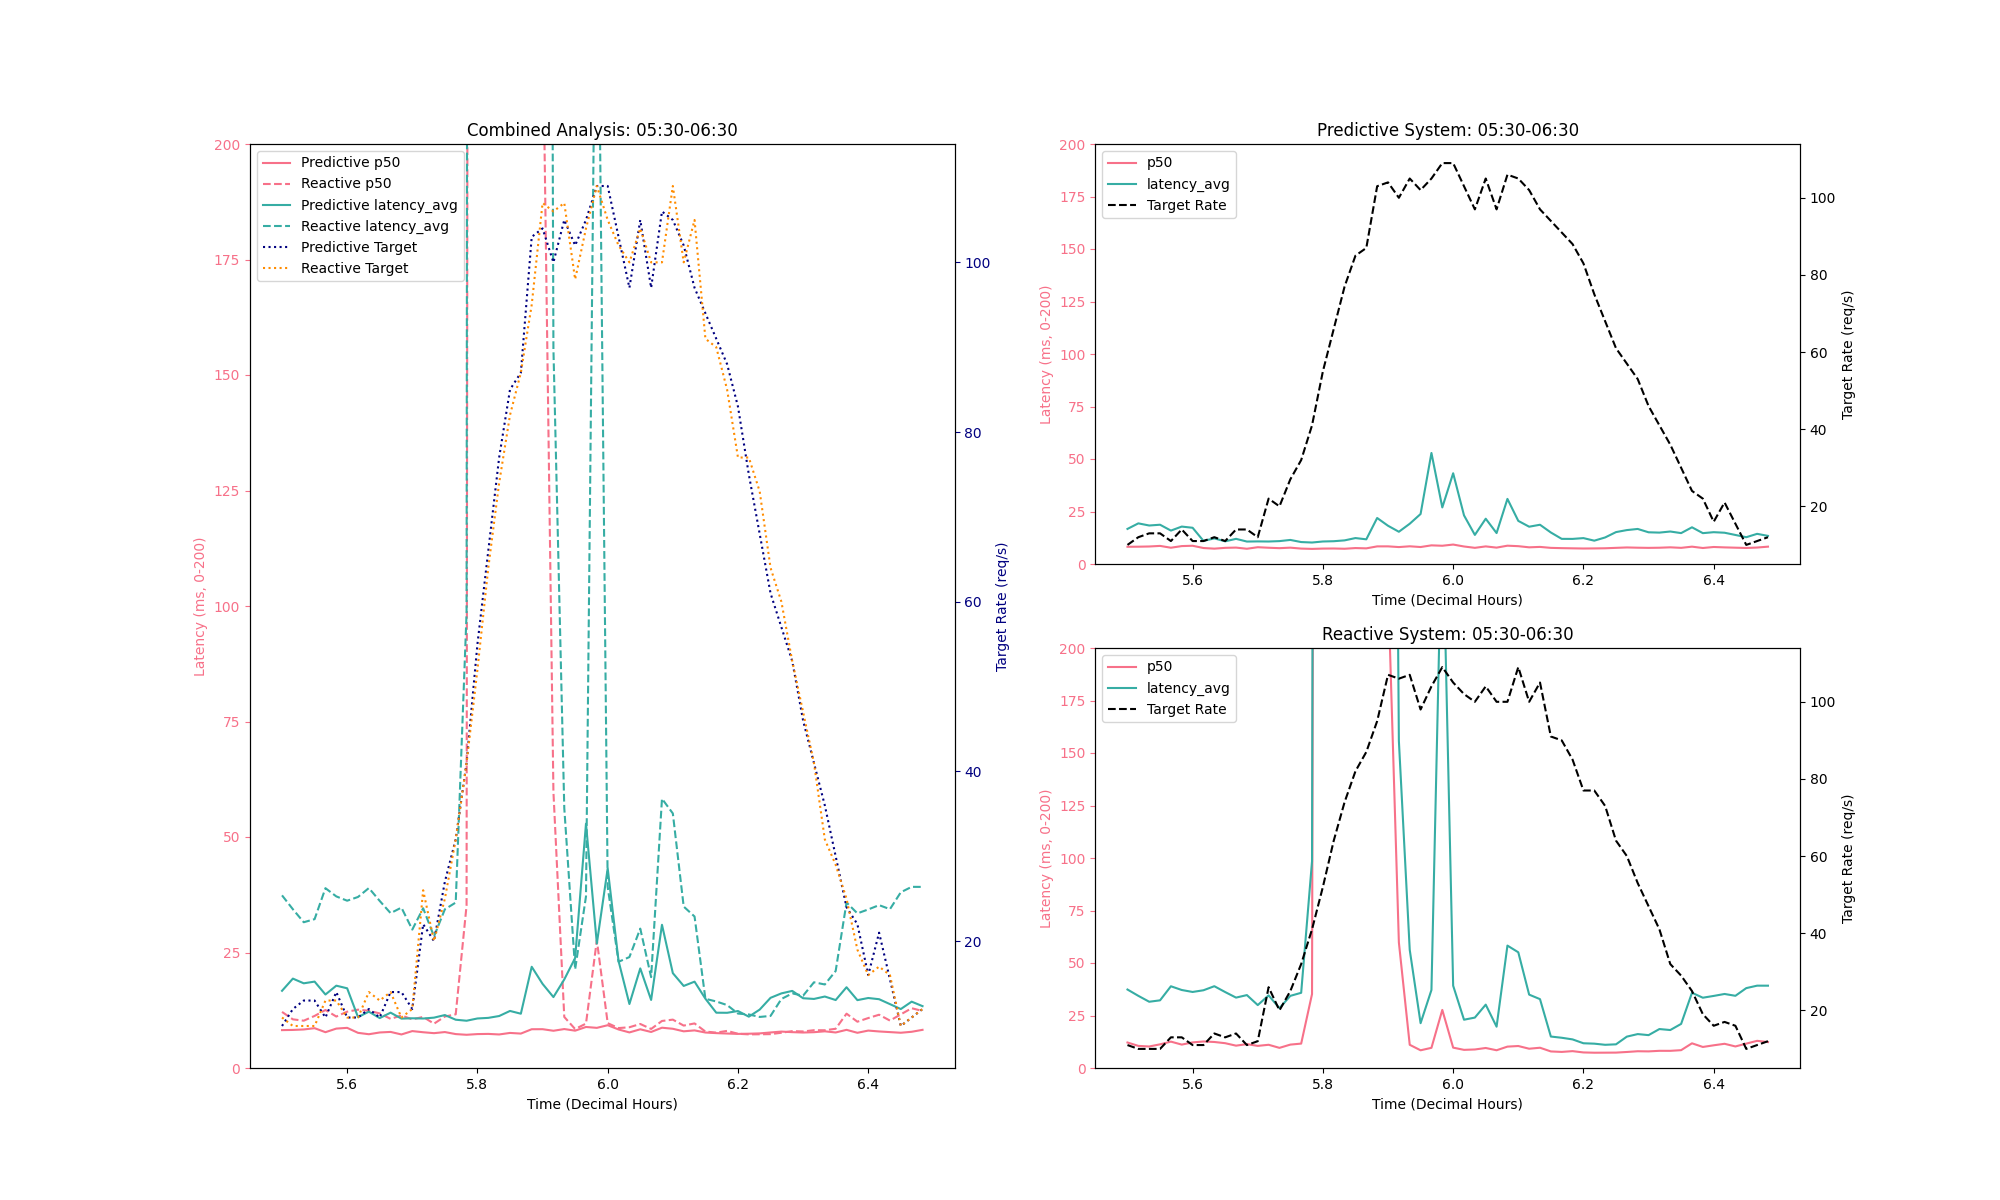 Combined Analysis: 05:30-06:30
Predictive p50
Reactive p50
Predictive latency_avg
Reactive latency_avg
Predictive Target
Reactive Target
200
175
150
125
100
75
50
25
0
Latency (ms, 0-200)
100
80
60
40
20
Target Rate (req/s)
5.6 5.8 6.0 6.2 6.4
Time (Decimal Hours)
Predictive System: 05:30-06:30
p50
latency_avg
Target Rate
200
175
150
125
100
75
50
25
0
Latency (ms, 0-200)
100
80
60
40
20
Target Rate (req/s)
5.6 5.8 6.0 6.2 6.4
Time (Decimal Hours)
Reactive System: 05:30-06:30
p50
latency_avg
Target Rate
200
175
150
125
100
75
50
25
0
Latency (ms, 0-200)
100
80
60
40
20
Target Rate (req/s)
5.6 5.8 6.0 6.2 6.4
Time (Decimal Hours)